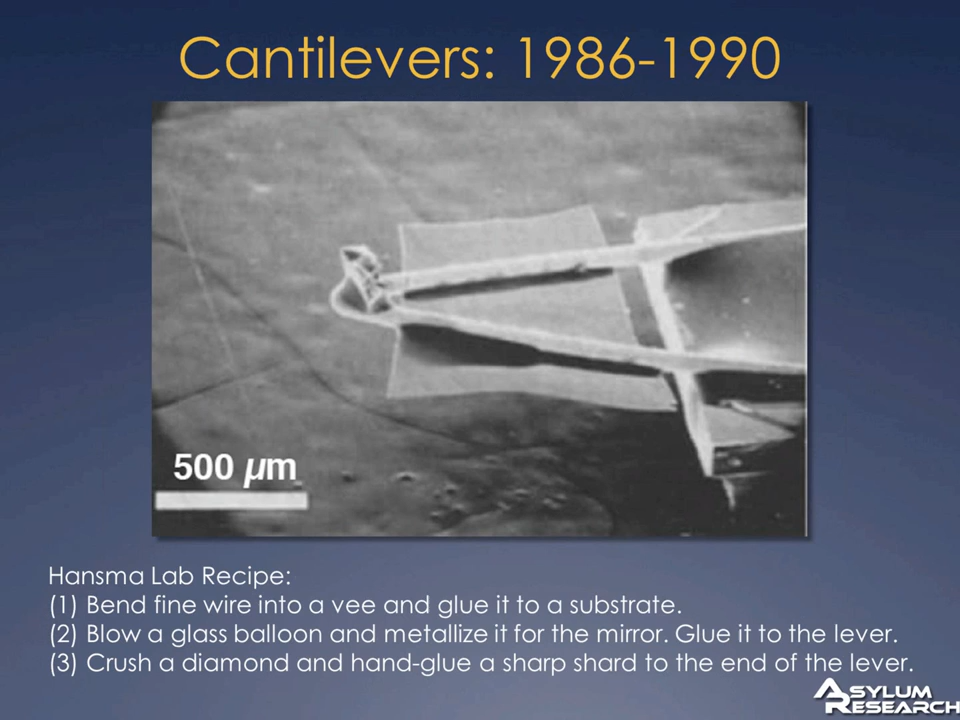 Cantilevers: 1986-1990
500 µm
Hansma Lab Recipe:
(1) Bend fine wire into a vee and glue it to a substrate.
(2) Blow a glass balloon and metallize it for the mirror. Glue it to the lever.
(3) Crush a diamond and hand-glue a sharp shard to the end of the lever.
ASYLUM
RESEARCH